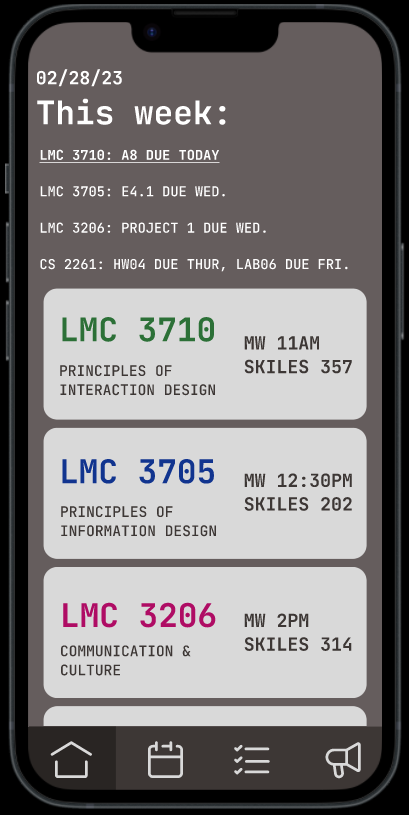 02/28/23
This week:
LMC 3710: A8 DUE TODAY
LMC 3705: E4.1 DUE WED.
LMC 3206: PROJECT 1 DUE WED.
CS 2261: HW04 DUE THUR, LAB06 DUE FRI.
LMC 3710
PRINCIPLES OF
INTERACTION DESIGN
MW 11AM
SKILES 357
LMC 3705
PRINCIPLES OF
INFORMATION DESIGN
MW 12:30PM
SKILES 202
LMC 3206
COMMUNICATION &
CULTURE
MW 2PM
SKILES 314